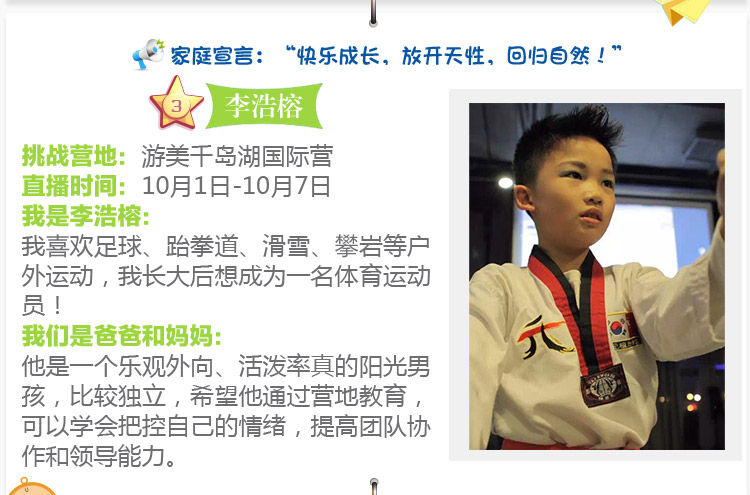 家庭宣言：“快乐成长，放开天性，回归自然！”
3
李浩榕
挑战营地：游美千岛湖国际营
直播时间：10月1日-10月7日
我是李浩榕：
我喜欢足球、跆拳道、滑雪、攀岩等户
外运动，我长大后想成为一名体育运动
员！
我们是爸爸和妈妈：
他是一个乐观外向、活泼率真的阳光男
孩，比较独立，希望他通过营地教育，
可以学会把控自己的情绪，提高团队协
作和领导能力。